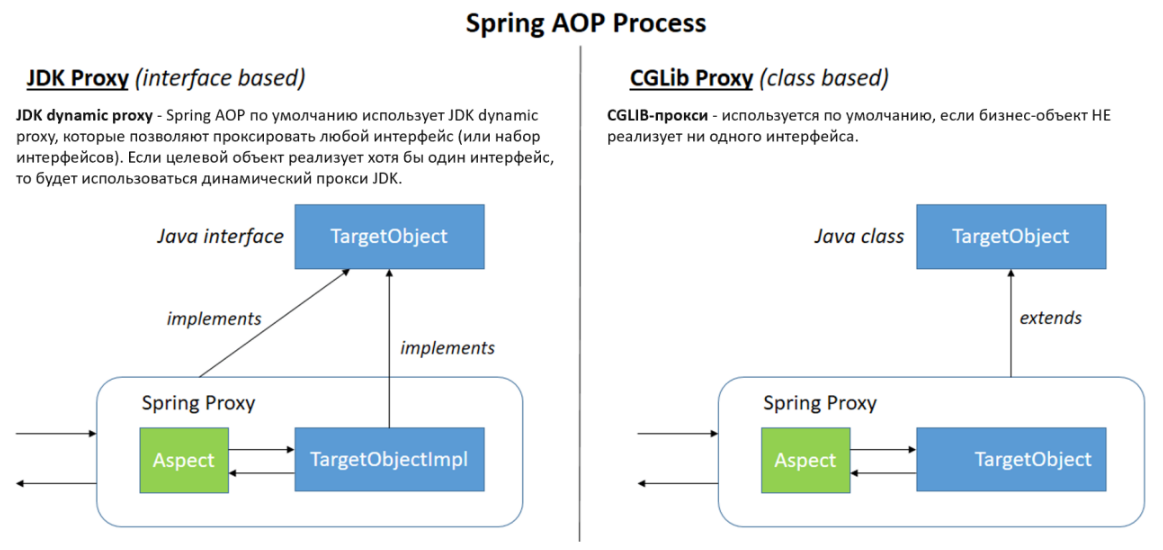 Spring AOP Process
JDK Proxy (interface based)
JDK dynamic proxy - Spring AOP по умолчанию использует JDK dynamic
proxy, которые позволяют проксировать любой интерфейс (или набор
интерфейсов). Если целевой объект реализует хотя бы один интерфейс,
то будет использоваться динамический прокси JDK.
Java interface
TargetObject
implements
implements
Spring Proxy
Aspect
TargetObjectImpl
CGLib Proxy (class based)
CGLIB-прокси - используется по умолчанию, если бизнес-объект НЕ
реализует ни одного интерфейса.
Java class
TargetObject
extends
Spring Proxy
Aspect
TargetObject